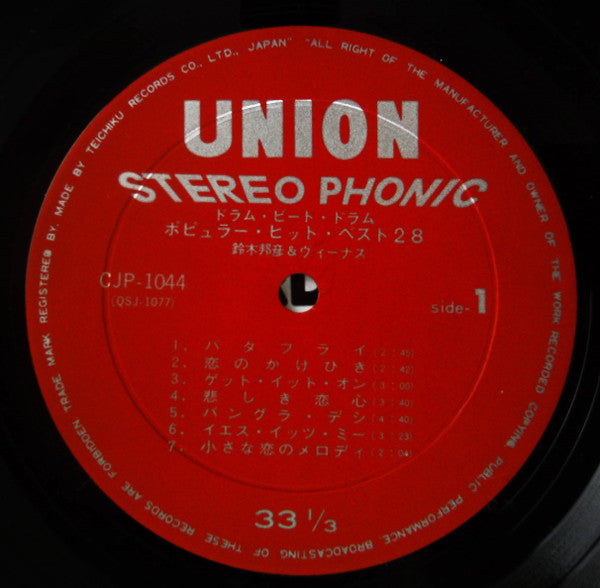 TRADE MARK REGISTERED BY. MADE BY TEICHIKU RECORDS CO., LTD., JAPAN" "ALL RIGHT OF THE MANUFACTURER AND OWNER OF THE WORK RECORDED COPYING PUBLIC PERFORMANCE BROADCASTING OF THESE RECORDS ARE FORBIDDEN
UNION
STEREO PHONIC
ドラム・ビート・ドラム
ポピュラー・ヒット・ベスト28
鈴木邦彦&ヴィーナス
CJP-1044
(QSJ-1077)
side-1
1. バタフライ(2:45)
2. 恋のかけひき(2:42)
3. ゲット・イット・オン(3:00)
4. 悲しき恋心(3:40)
5. バングラ・デシ(4:40)
6. イエス・イッツ・ミー(3:23)
7. 小さな恋のメロディ(2:04)
33 1/3